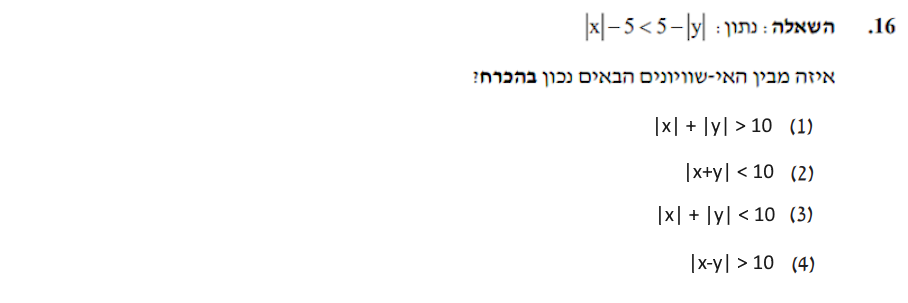 16. השאלה: נתון: |x| − 5 < 5 − |y|
איזה מבין האי-שוויונים הבאים נכון בהכרח?
(1) |x| + |y| > 10
(2) |x+y| < 10
(3) |x| + |y| < 10
(4) |x-y| > 10